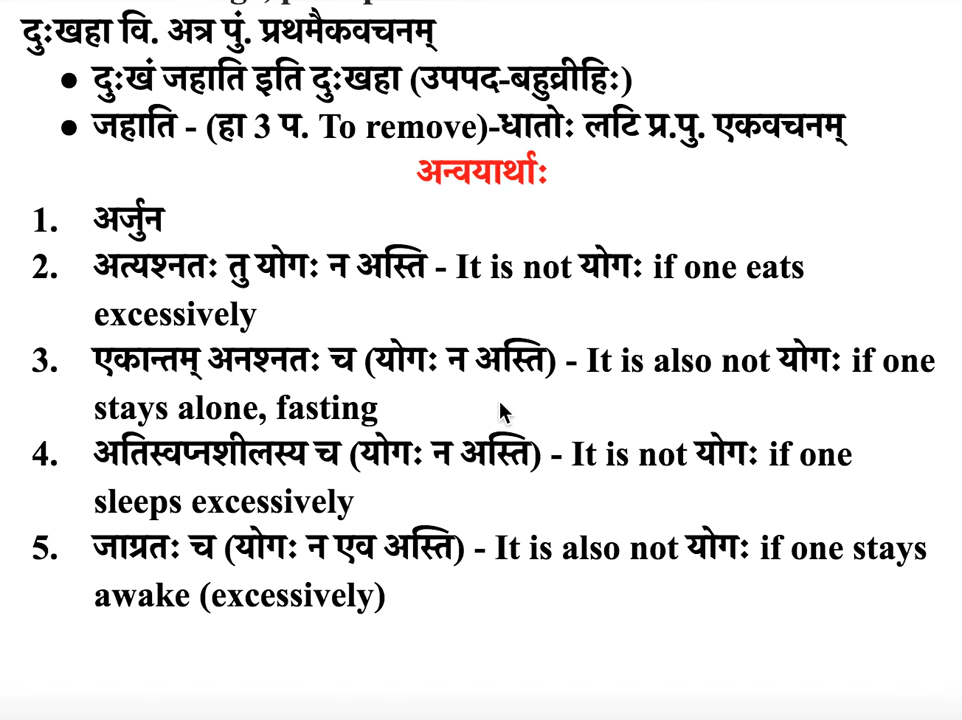 दुःखहा वि. अत्र पुं. प्रथमैकवचनम्
● दुःखं जहाति इति दुःखहा (उपपद-बहुव्रीहिः)
● जहाति - (हा 3 प. To remove)-धातोः लटि प्र.पु. एकवचनम्
अन्वयार्थाः
1. अर्जुन
2. अत्यश्नतः तु योगः न अस्ति - It is not योगः if one eats
excessively
3. एकान्तम् अनश्नतः च (योगः न अस्ति) - It is also not योगः if one
stays alone, fasting
4. अतिस्वप्नशीलस्य च (योगः न अस्ति) - It is not योगः if one
sleeps excessively
5. जाग्रतः च (योगः न एव अस्ति) - It is also not योगः if one stays
awake (excessively)